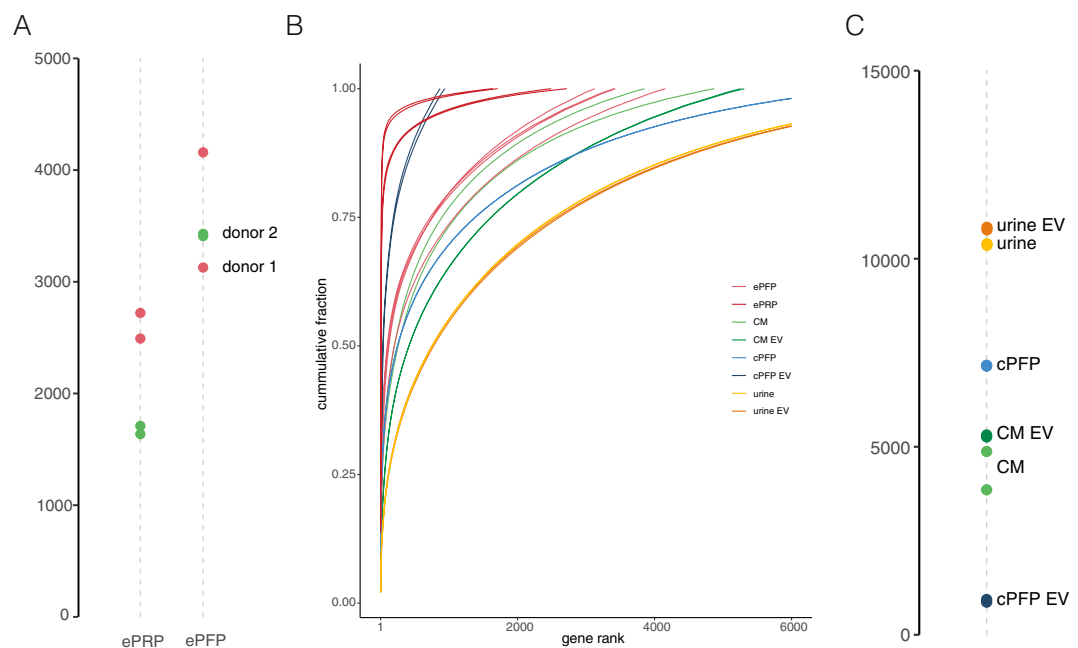 A
5000
4000
3000
2000
1000
0
donor 2
donor 1
ePRP
ePFP
B
cummulative fraction
1.00
0.75
0.50
0.25
0.00
1
2000
4000
6000
gene rank
ePFP
ePRP
CM
CM EV
cPFP
cPFP EV
urine
urine EV
C
15000
10000
5000
0
urine EV
urine
cPFP
CM EV
CM
cPFP EV